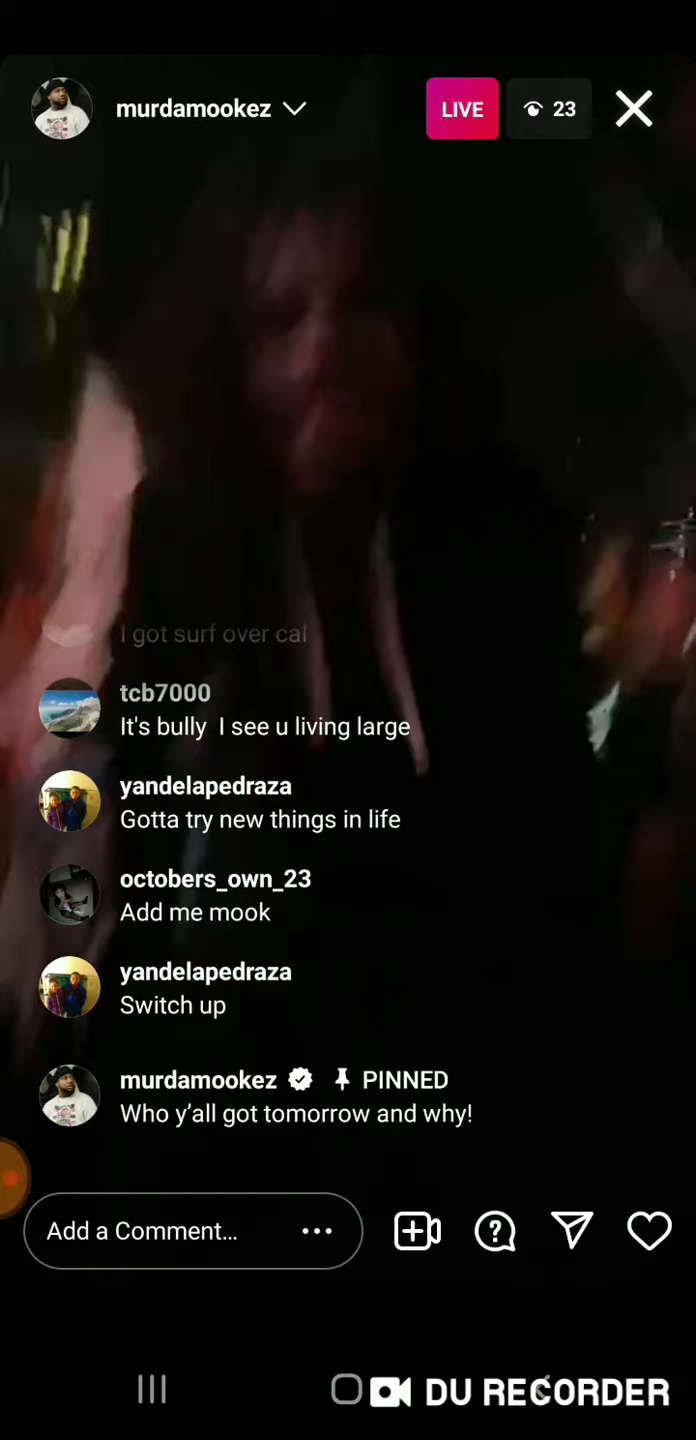 murdamookez
LIVE
23
I got surf over cal
tcb7000
It's bully I see u living large
yandelapedraza
Gotta try new things in life
octobers_own_23
Add me mook
yandelapedraza
Switch up
murdamookez PINNED
Who y’all got tomorrow and why!
Add a Comment...
DU RECORDER